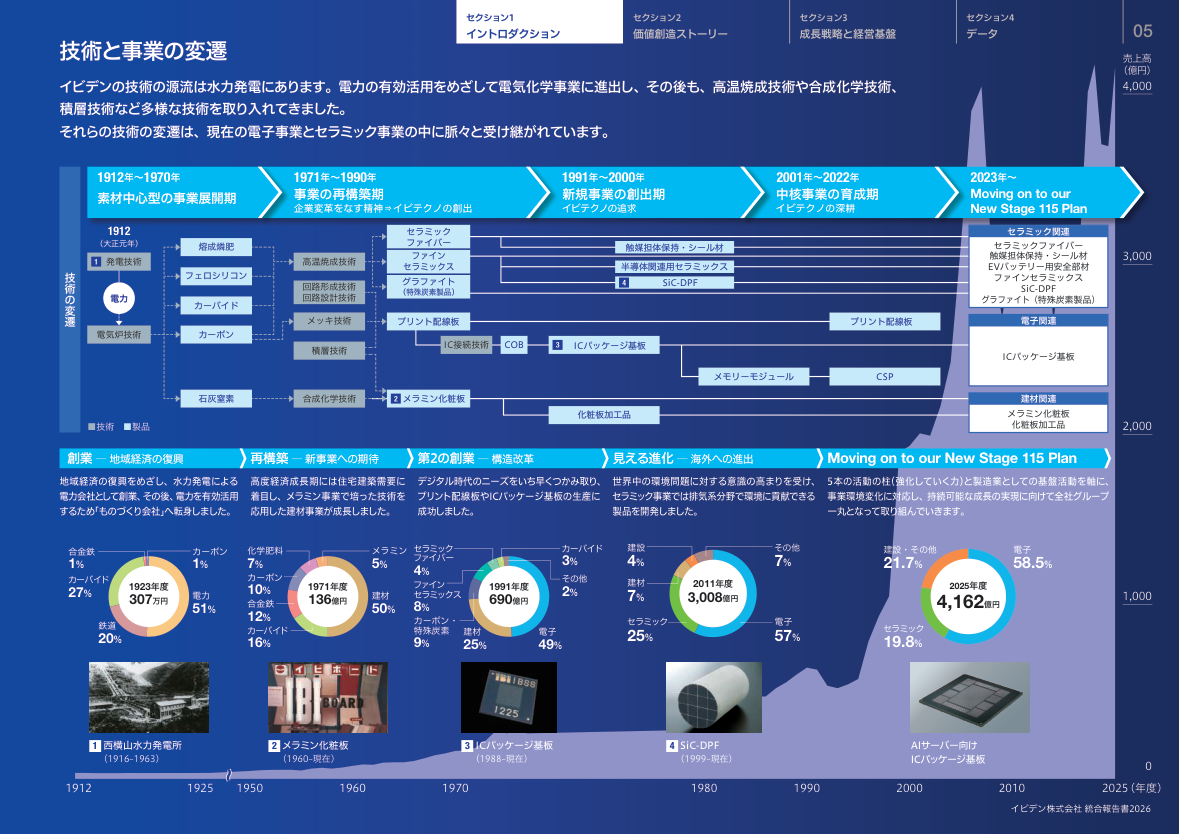 セクション1
イントロダクション
セクション2
価値創造ストーリー
セクション3
成長戦略と経営基盤
セクション4
データ
05
技術と事業の変遷
イビデンの技術の源流は水力発電にあります。電力の有効活用をめざして電気化学事業に進出し、その後も、高温焼成技術や合成化学技術、
積層技術など多様な技術を取り入れてきました。
それらの技術の変遷は、現在の電子事業とセラミック事業の中に脈々と受け継がれています。
売上高
（億円）
4,000
3,000
2,000
1,000
0
1912年～1970年
素材中心型の事業展開期
1971年～1990年
事業の再構築期
企業変革をなす精神⇒イビテクノの創出
1991年～2000年
新規事業の創出期
イビテクノの追求
2001年～2022年
中核事業の育成期
イビテクノの深耕
2023年～
Moving on to our
New Stage 115 Plan
技術の変遷
1912
（大正元年）
1 発電技術
電力
電気炉技術
熔成燐肥
フェロシリコン
カーバイド
カーボン
石灰窒素
高温焼成技術
回路形成技術
回路設計技術
メッキ技術
積層技術
合成化学技術
セラミック
ファイバー
ファイン
セラミックス
グラファイト
（特殊炭素製品）
プリント配線板
IC接続技術
COB
3 ICパッケージ基板
2 メラミン化粧板
化粧板加工品
触媒担体保持・シール材
半導体関連用セラミックス
4 SiC-DPF
メモリーモジュール
プリント配線板
CSP
セラミック関連
セラミックファイバー
触媒担体保持・シール材
EVバッテリー用安全部材
ファインセラミックス
SiC-DPF
グラファイト（特殊炭素製品）
電子関連
ICパッケージ基板
建材関連
メラミン化粧板
化粧板加工品
■技術 ■製品
創業 ― 地域経済の復興
地域経済の復興をめざし、水力発電による
電力会社として創業、その後、電力を有効活用
するため「ものづくり会社」へ転身しました。
再構築 ― 新事業への期待
高度経済成長期には住宅建築需要に
着目し、メラミン事業で培った技術を
応用した建材事業が成長しました。
第2の創業 ― 構造改革
デジタル時代のニーズをいち早くつかみ取り、
プリント配線板やICパッケージ基板の生産に
成功しました。
見える進化 ― 海外への進出
世界中の環境問題に対する意識の高まりを受け、
セラミック事業では排気系分野で環境に貢献できる
製品を開発しました。
Moving on to our New Stage 115 Plan
5本の活動の柱（強化していく力）と製造業としての基盤活動を軸に、
事業環境変化に対応し、持続可能な成長の実現に向けて全社グループ
一丸となって取り組んでいきます。
合金鉄
1%
カーバイド
27%
鉄道
20%
カーボン
1%
電力
51%
1923年度
307万円
化学肥料
7%
カーボン
10%
合金鉄
12%
カーバイド
16%
メラミン
5%
建材
50%
1971年度
136億円
セラミック
ファイバー
4%
ファイン
セラミックス
8%
カーボン・
特殊炭素
9%
建材
25%
カーバイド
3%
その他
2%
電子
49%
1991年度
690億円
建設
4%
建材
7%
セラミック
25%
その他
7%
電子
57%
2011年度
3,008億円
建設・その他
21.7%
セラミック
19.8%
電子
58.5%
2025年度
4,162億円
イビボード
IBI
BOARD
IBBB
1225
1 西横山水力発電所
（1916-1963）
2 メラミン化粧板
（1960-現在）
3 ICパッケージ基板
（1988-現在）
4 SiC-DPF
（1999-現在）
AIサーバー向け
ICパッケージ基板
1912
1925
1950
1960
1970
1980
1990
2000
2010
2025（年度）
イビデン株式会社 統合報告書2026